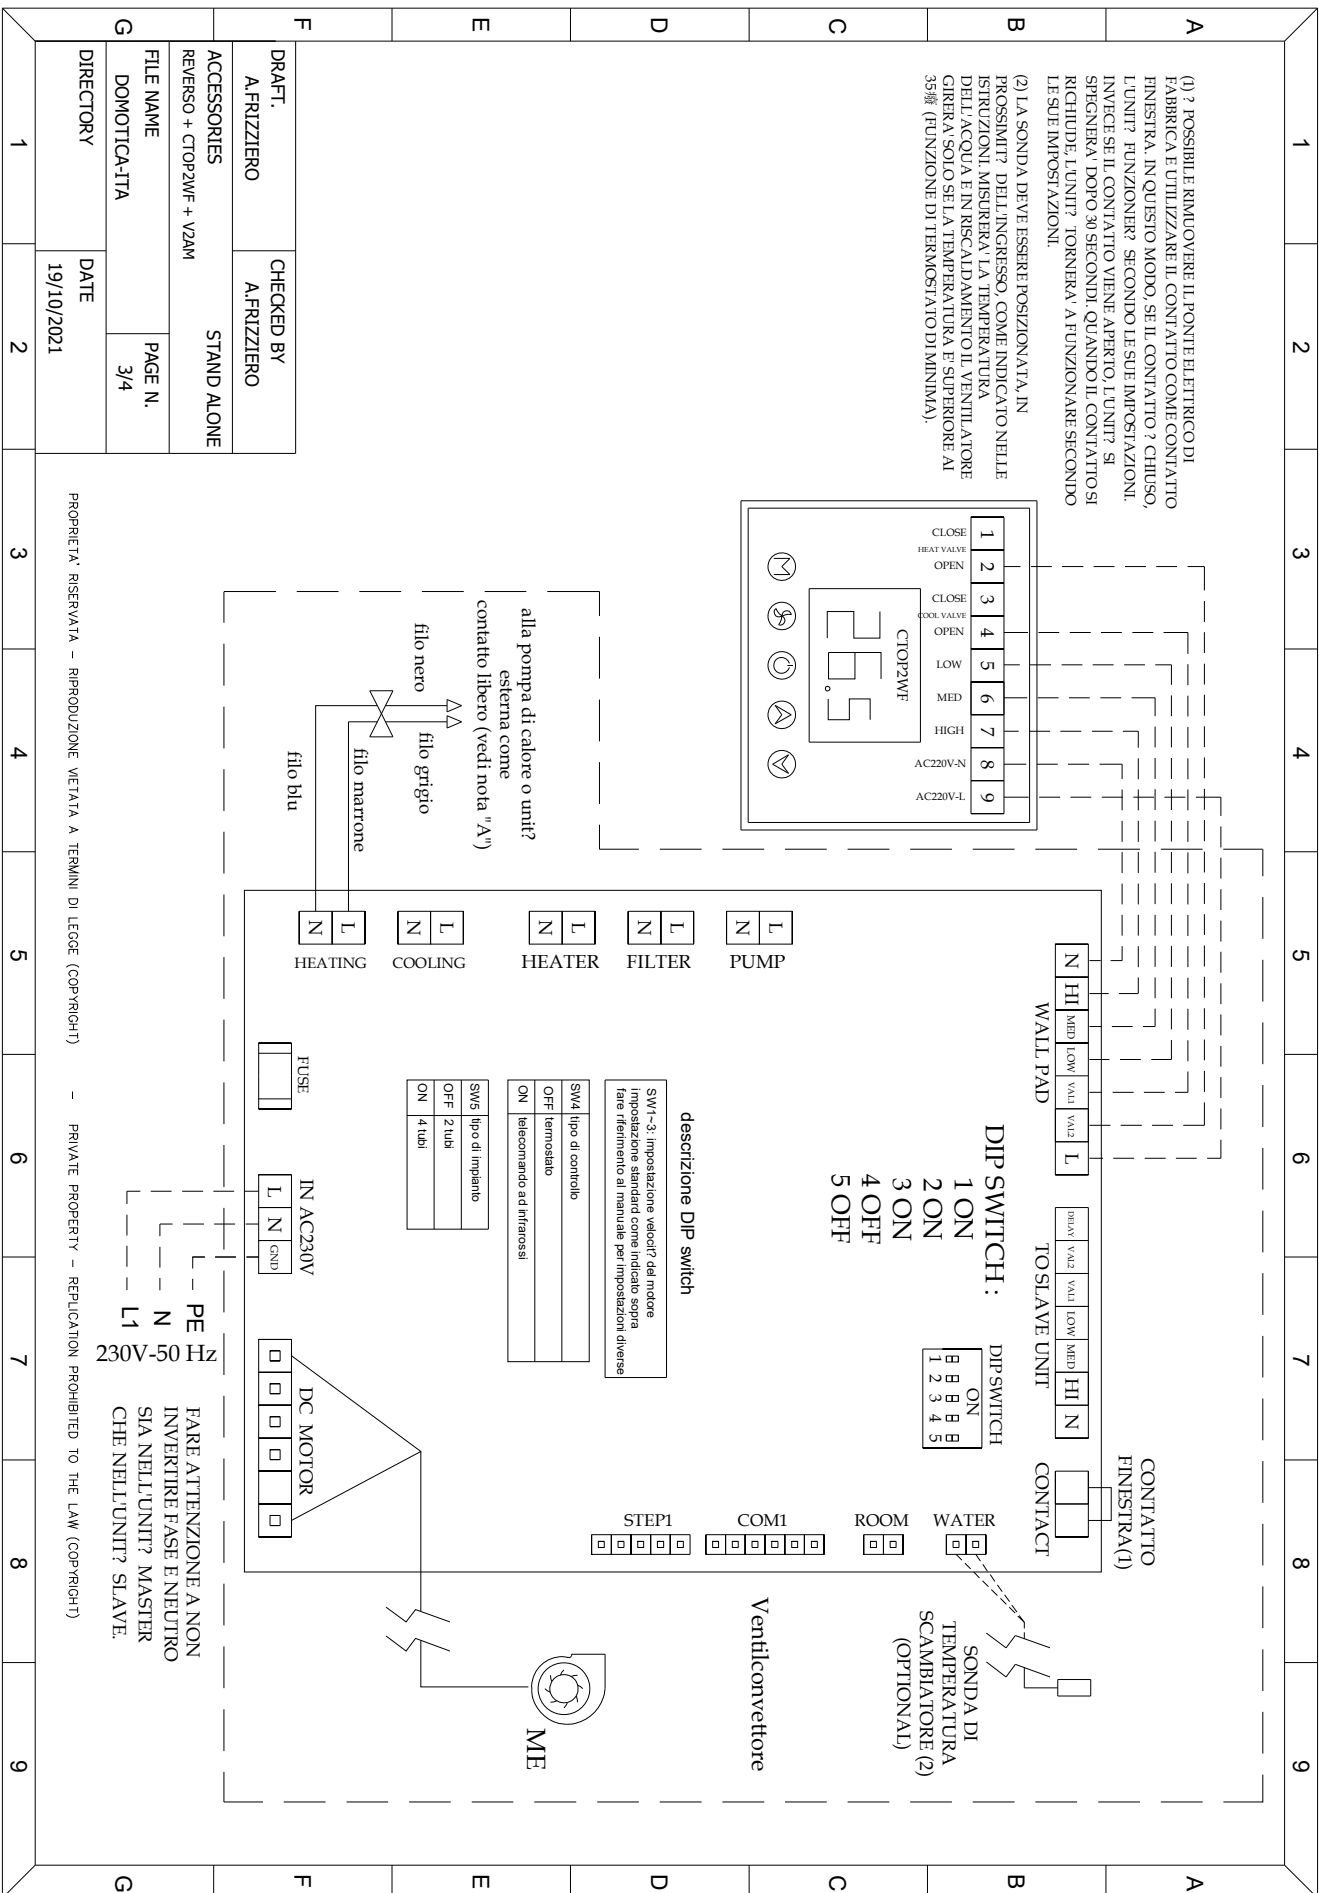 1
2
3
4
5
6
7
8
9
A
B
C
D
E
F
G
(1) ? POSSIBILE RIMUOVERE IL PONTE ELETTRICO DI
FABBRICA E UTILIZZARE IL CONTATTO COME CONTATTO
FINESTRA. IN QUESTO MODO, SE IL CONTATTO ? CHIUSO,
L'UNIT? FUNZIONER? SECONDO LE SUE IMPOSTAZIONI.
INVECE SE IL CONTATTO VIENE APERTO, L'UNIT? SI
SPEGNERA' DOPO 30 SECONDI. QUANDO IL CONTATTO SI
RICHIUDE, L'UNIT? TORNERA' A FUNZIONARE SECONDO
LE SUE IMPOSTAZIONI.
(2) LA SONDA DEVE ESSERE POSIZIONATA, IN
PROSSIMIT? DELL'INGRESSO, COME INDICATO NELLE
ISTRUZIONI. MISURERA' LA TEMPERATURA
DELL'ACQUA E IN RISCALDAMENTO IL VENTILATORE
GIRERA' SOLO SE LA TEMPERATURA E' SUPERIORE AI
(FUNZIONE DI TERMOSTATO DI MINIMA).
1 2 3 4 5 6 7 8 9
CLOSE
HEAT VALVE
OPEN
CLOSE
COOL VALVE
OPEN
LOW
MED
HIGH
AC220V-N
AC220V-L
CTOP2WF
26.5
M
N HI MED LOW VAL1 VAL2 L
WALL PAD
DELAY VAL2 VAL1 LOW MED HI N
TO SLAVE UNIT
CONTATTO
FINESTRA(1)
CONTACT
DIP SWITCH :
1 ON
2 ON
3 ON
4 OFF
5 OFF
DIP SWITCH
ON
1 2 3 4 5
WATER
ROOM
COM1
STEP1
SONDA DI
TEMPERATURA
SCAMBIATORE (2)
(OPTIONAL)
Ventilconvettore
ME
N L
PUMP
N L
FILTER
N L
HEATER
N L
COOLING
N L
HEATING
descrizione DIP switch
SW1~3: impostazione velocit? del motore
impostazione standard come indicato sopra
fare riferimento al manuale per impostazioni diverse
SW4 tipo di controllo
OFF termostato
ON telecomando ad infrarossi
SW5 tipo di impianto
OFF 2 tubi
ON 4 tubi
alla pompa di calore o unit?
esterna come
contatto libero (vedi nota "A")
filo nero
filo grigio
filo marrone
filo blu
FUSE
IN AC230V
L N GND
DC MOTOR
PE
N
L1
230V-50 Hz
FARE ATTENZIONE A NON
INVERTIRE FASE E NEUTRO
SIA NELL'UNIT? MASTER
CHE NELL'UNIT? SLAVE.
DRAFT.
A.FRIZZIERO
CHECKED BY
A.FRIZZIERO
ACCESSORIES
STAND ALONE
REVERSO + CTOP2WF + V2AM
FILE NAME
DOMOTICA-ITA
PAGE N.
3/4
DIRECTORY
DATE
19/10/2021
PROPRIETA' RISERVATA - RIPRODUZIONE VIETATA A TERMINI DI LEGGE (COPYRIGHT) - PRIVATE PROPERTY - REPLICATION PROHIBITED TO THE LAW (COPYRIGHT)
A
B
C
D
E
F
G
1
2
3
4
5
6
7
8
9